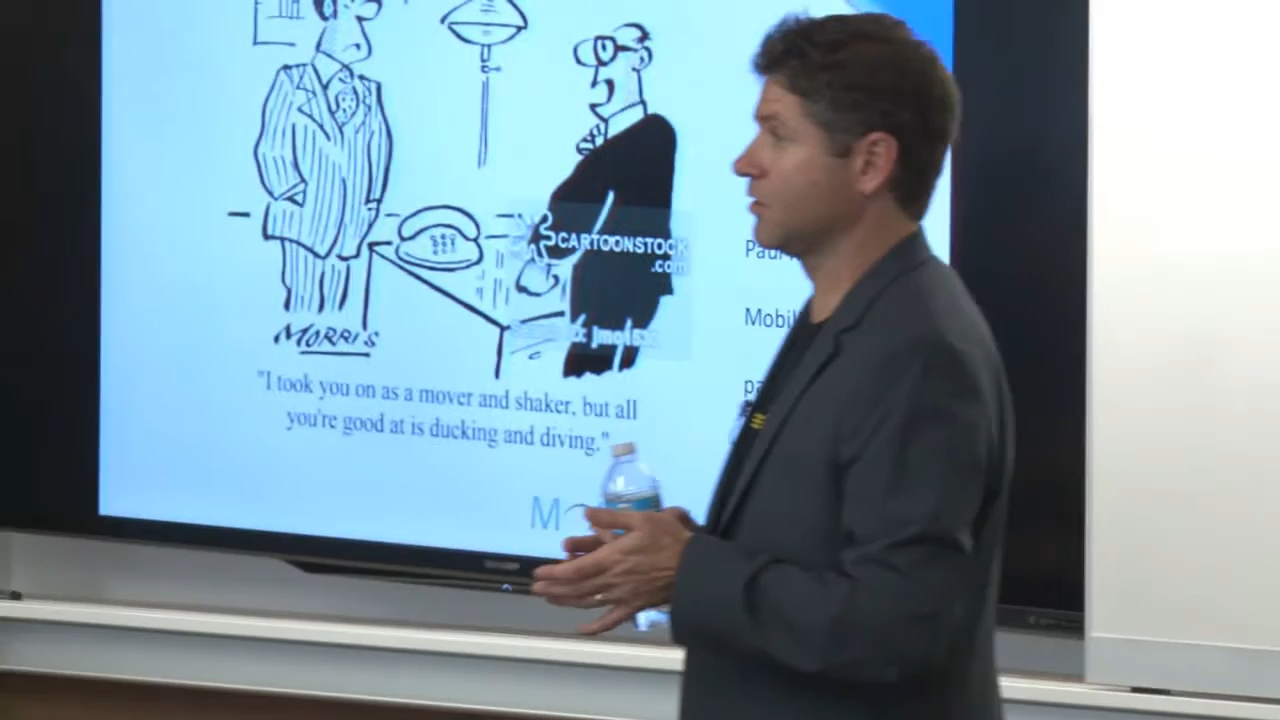 CARTOONSTOCK
.com
MORRIS
"I took you on as a mover and shaker, but all
you're good at is ducking and diving."
Paul
Mobil
pa
M